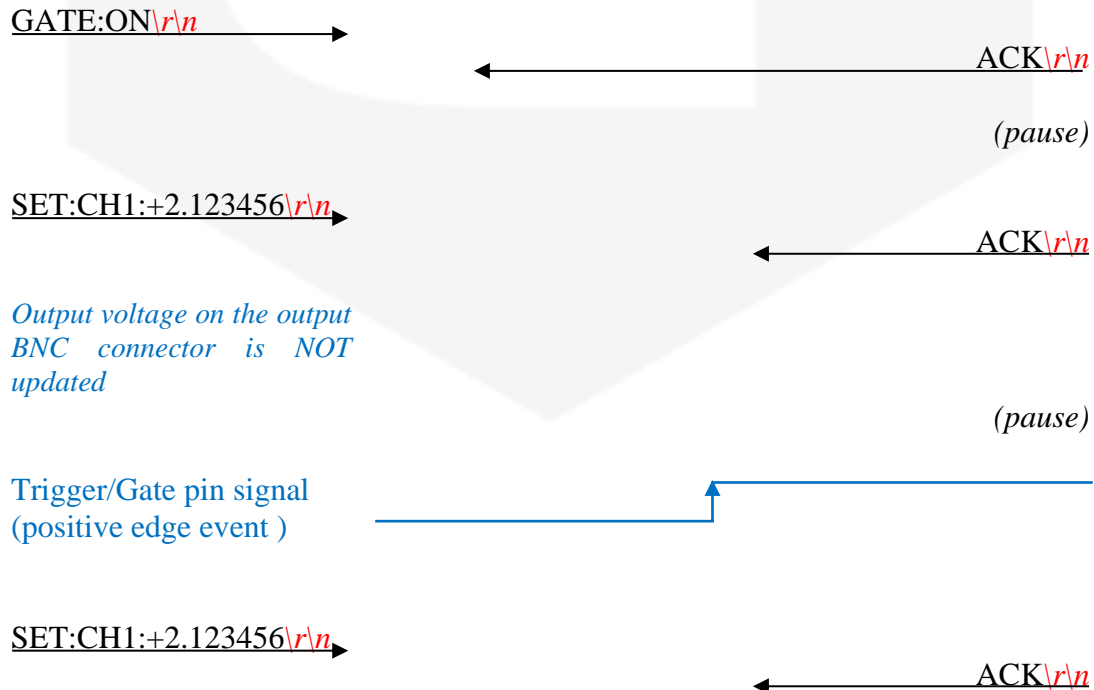 GATE:ON\r\n
ACK\r\n
(pause)
SET:CH1:+2.123456\r\n
ACK\r\n
Output voltage on the output
BNC connector is NOT
updated
(pause)
Trigger/Gate pin signal
(positive edge event )
SET:CH1:+2.123456\r\n
ACK\r\n